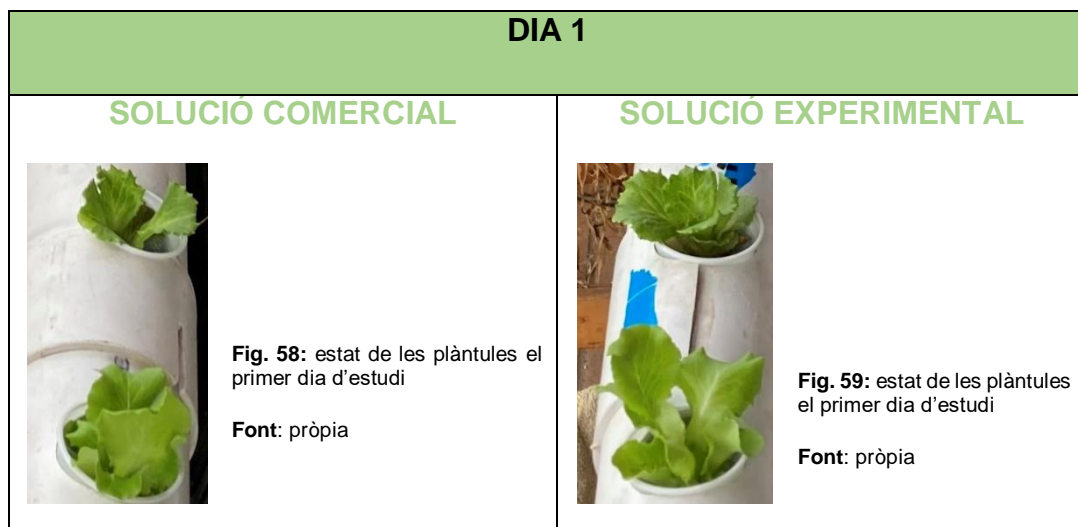 DIA 1
SOLUCIÓ COMERCIAL
Fig. 58: estat de les plàntules el
primer dia d’estudi
Font: pròpia
SOLUCIÓ EXPERIMENTAL
Fig. 59: estat de les plàntules
el primer dia d’estudi
Font: pròpia